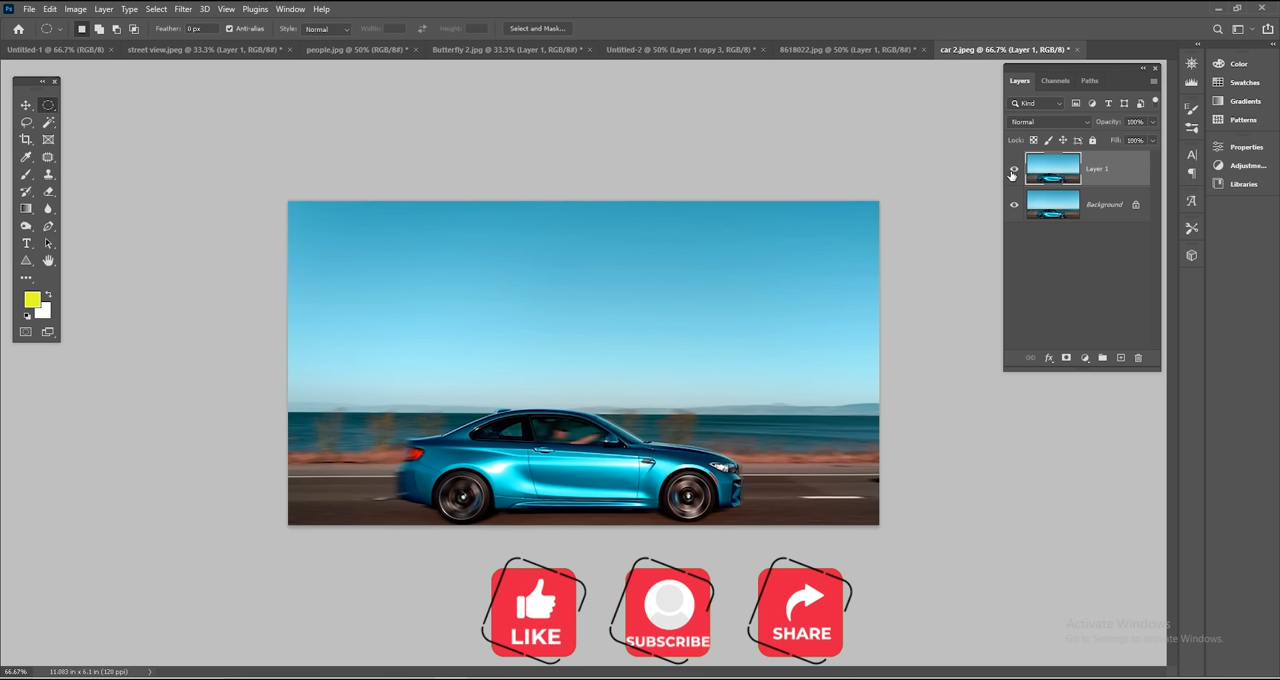 Ps File Edit Image Layer Type Select Filter 3D View Plugins Window Help
Feather: 0 px Anti-alias Style: Normal Width: Height: Select and Mask...
Untitled-1 @ 66.7% (RGB/8) × street view.jpeg @ 33.3% (Layer 1, RGB/8#) * × people.jpg @ 50% (RGB/8#) * × Butterfly 2.jpg @ 33.3% (Layer 1, RGB/8#) * × Untitled-2 @ 50% (Layer 1 copy 3, RGB/8) * × 8618022.jpg @ 50% (Layer 1, RGB/8#) * × car 2.jpeg @ 66.7% (Layer 1, RGB/8) * ×
Layers Channels Paths
Kind
Normal Opacity: 100%
Lock: Fill: 100%
Layer 1
Background
fx
Color
Swatches
Gradients
Patterns
Properties
Adjustme...
Libraries
LIKE
SUBSCRIBE
SHARE
Activate Windows
Go to Settings to activate Windows.
66.67% 11.083 in x 6.1 in (120 ppi)